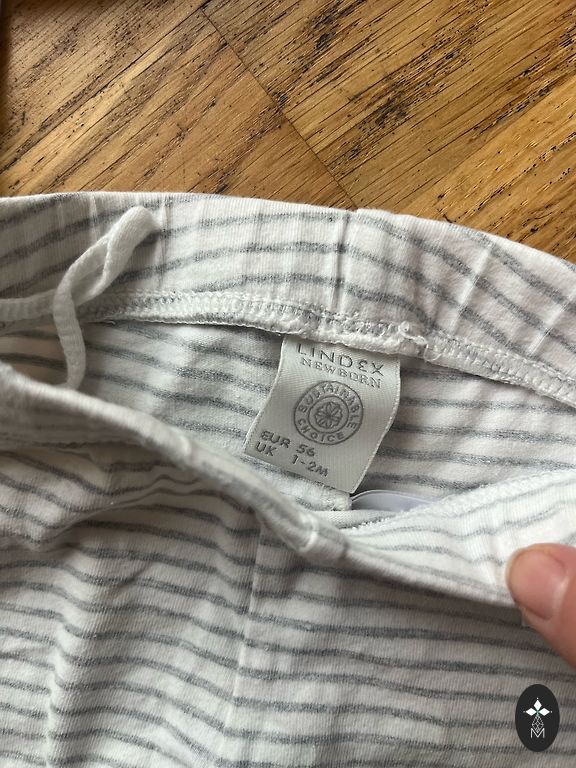 LINDEX
NEWBORN
SUSTAINABLE
CHOICE
EUR 56
UK 1-2M
M